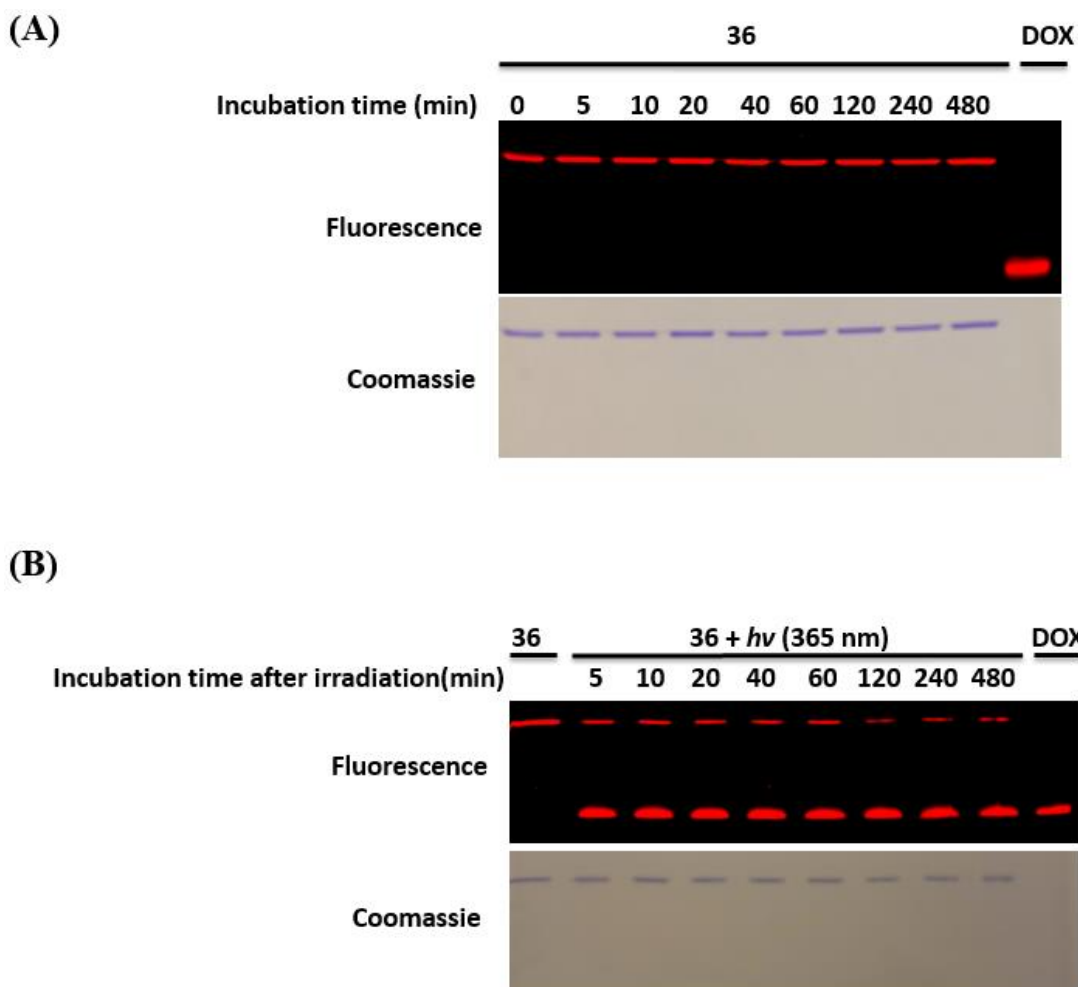 (A)
36 DOX
Incubation time (min) 0 5 10 20 40 60 120 240 480
Fluorescence
Coomassie
(B)
36 36 + hv (365 nm) DOX
Incubation time after irradiation(min) 5 10 20 40 60 120 240 480
Fluorescence
Coomassie